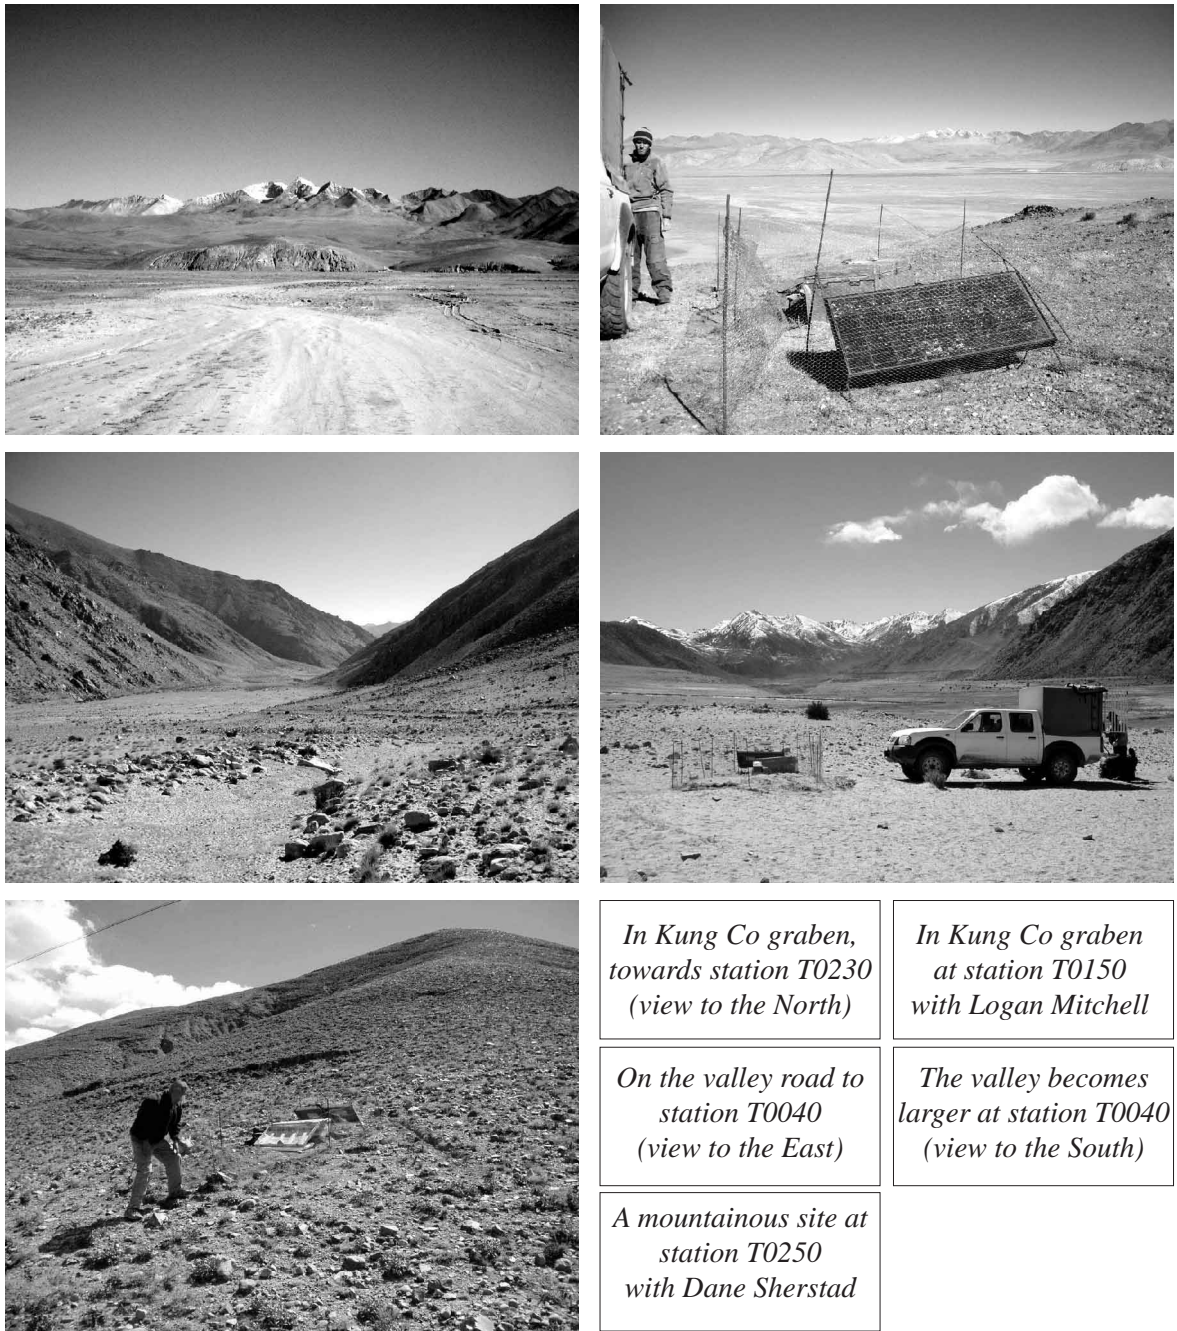 In Kung Co graben,
towards station T0230
(view to the North)
In Kung Co graben
at station T0150
with Logan Mitchell
On the valley road to
station T0040
(view to the East)
The valley becomes
larger at station T0040
(view to the South)
A mountainous site at
station T0250
with Dane Sherstad